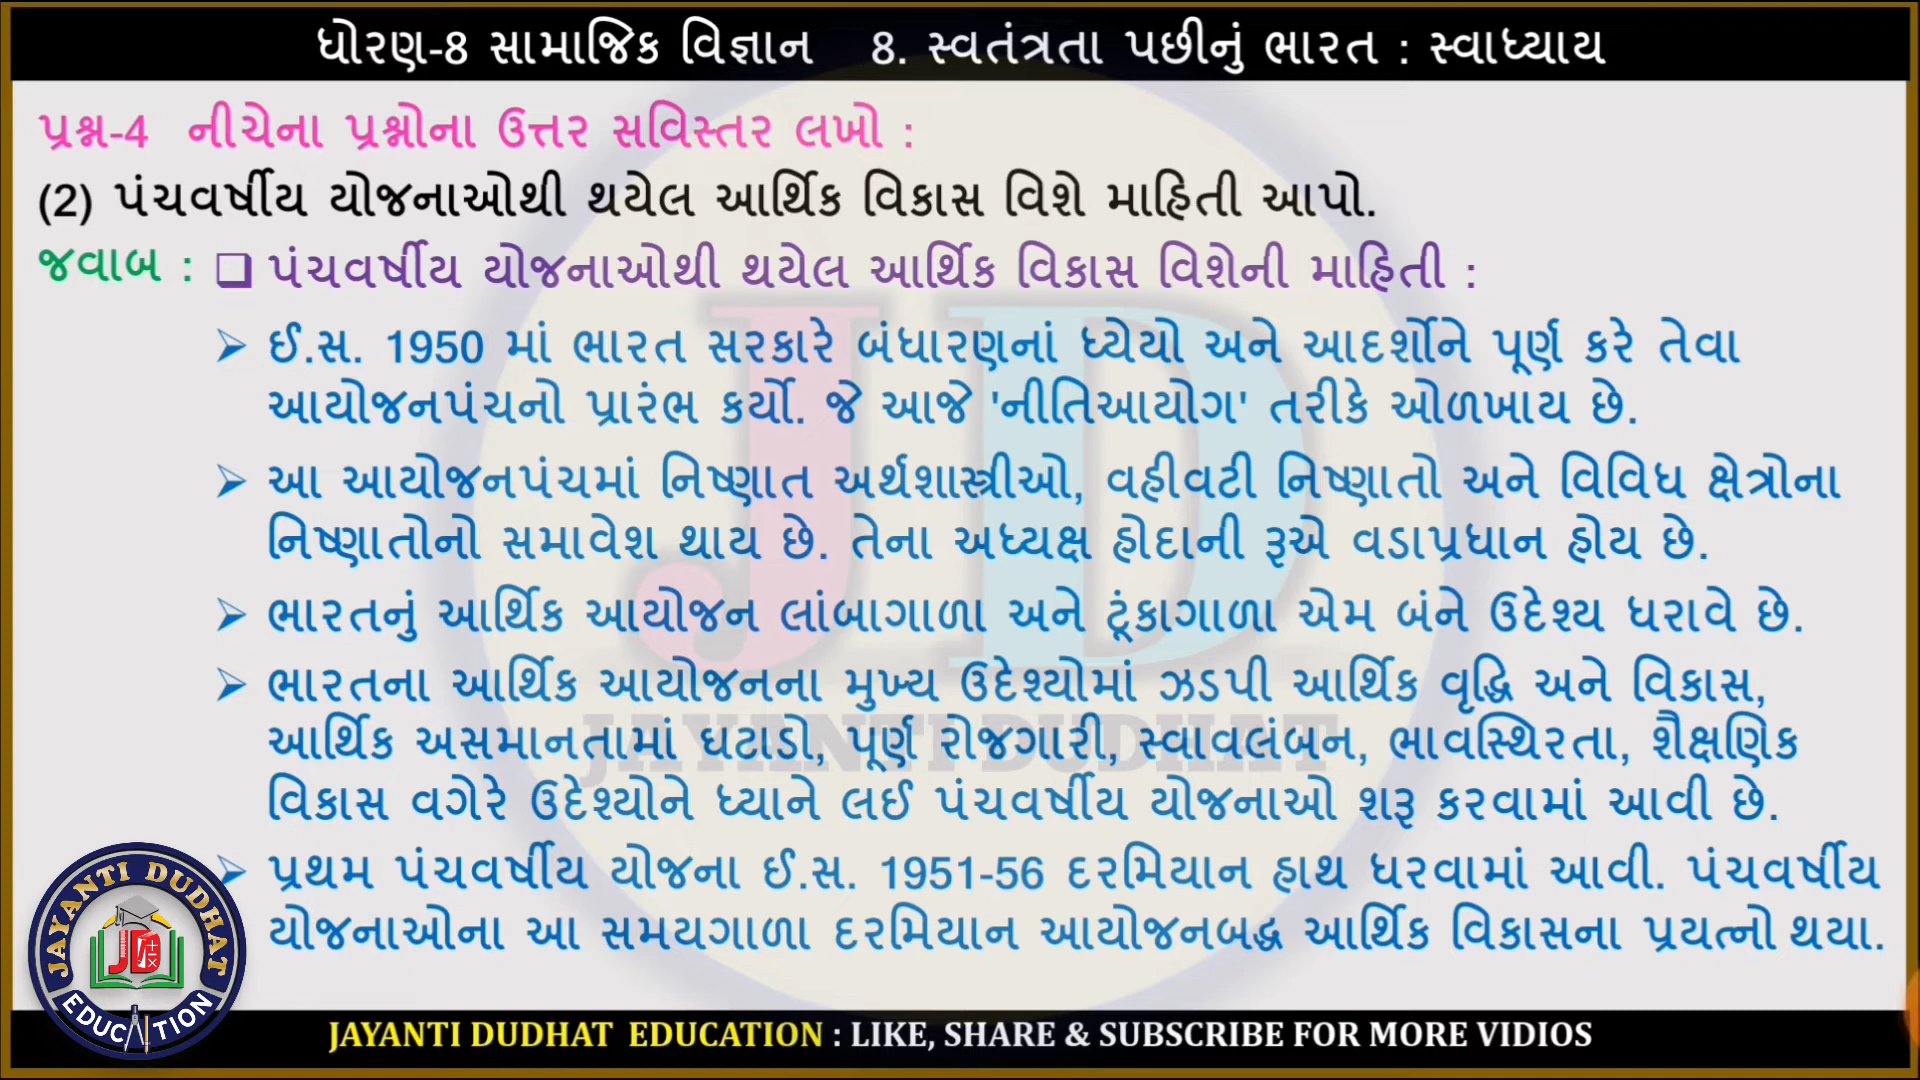 ધોરણ-8 સામાજિક વિજ્ઞાન 8. સ્વતંત્રતા પછીનું ભારત : સ્વાધ્યાય
પ્રશ્ન-4 નીચેના પ્રશ્નોના ઉત્તર સવિસ્તર લખો :
(2) પંચવર્ષીય યોજનાઓથી થયેલ આર્થિક વિકાસ વિશે માહિતી આપો.
જવાબ : ❑ પંચવર્ષીય યોજનાઓથી થયેલ આર્થિક વિકાસ વિશેની માહિતી :
➢ ઈ.સ. 1950 માં ભારત સરકારે બંધારણનાં ધ્યેયો અને આદર્શોને પૂર્ણ કરે તેવા
આયોજનપંચનો પ્રારંભ કર્યો. જે આજે 'નીતિઆયોગ' તરીકે ઓળખાય છે.
➢ આ આયોજનપંચમાં નિષ્ણાત અર્થશાસ્ત્રીઓ, વહીવટી નિષ્ણાતો અને વિવિધ ક્ષેત્રોના
નિષ્ણાતોનો સમાવેશ થાય છે. તેના અધ્યક્ષ હોદાની રૂએ વડાપ્રધાન હોય છે.
➢ ભારતનું આર્થિક આયોજન લાંબાગાળા અને ટૂંકાગાળા એમ બંને ઉદેશ્ય ધરાવે છે.
➢ ભારતના આર્થિક આયોજનના મુખ્ય ઉદેશ્યોમાં ઝડપી આર્થિક વૃદ્ધિ અને વિકાસ,
આર્થિક અસમાનતામાં ઘટાડો, પૂર્ણ રોજગારી, સ્વાવલંબન, ભાવસ્થિરતા, શૈક્ષણિક
વિકાસ વગેરે ઉદેશ્યોને ધ્યાને લઈ પંચવર્ષીય યોજનાઓ શરૂ કરવામાં આવી છે.
➢ પ્રથમ પંચવર્ષીય યોજના ઈ.સ. 1951-56 દરમિયાન હાથ ધરવામાં આવી. પંચવર્ષીય
યોજનાઓના આ સમયગાળા દરમિયાન આયોજનબદ્ધ આર્થિક વિકાસના પ્રયત્નો થયા.
JD
JAYANTI DUDHAT
JAYANTI DUDHAT
JD
EDUCATION
JAYANTI DUDHAT EDUCATION : LIKE, SHARE & SUBSCRIBE FOR MORE VIDIOS